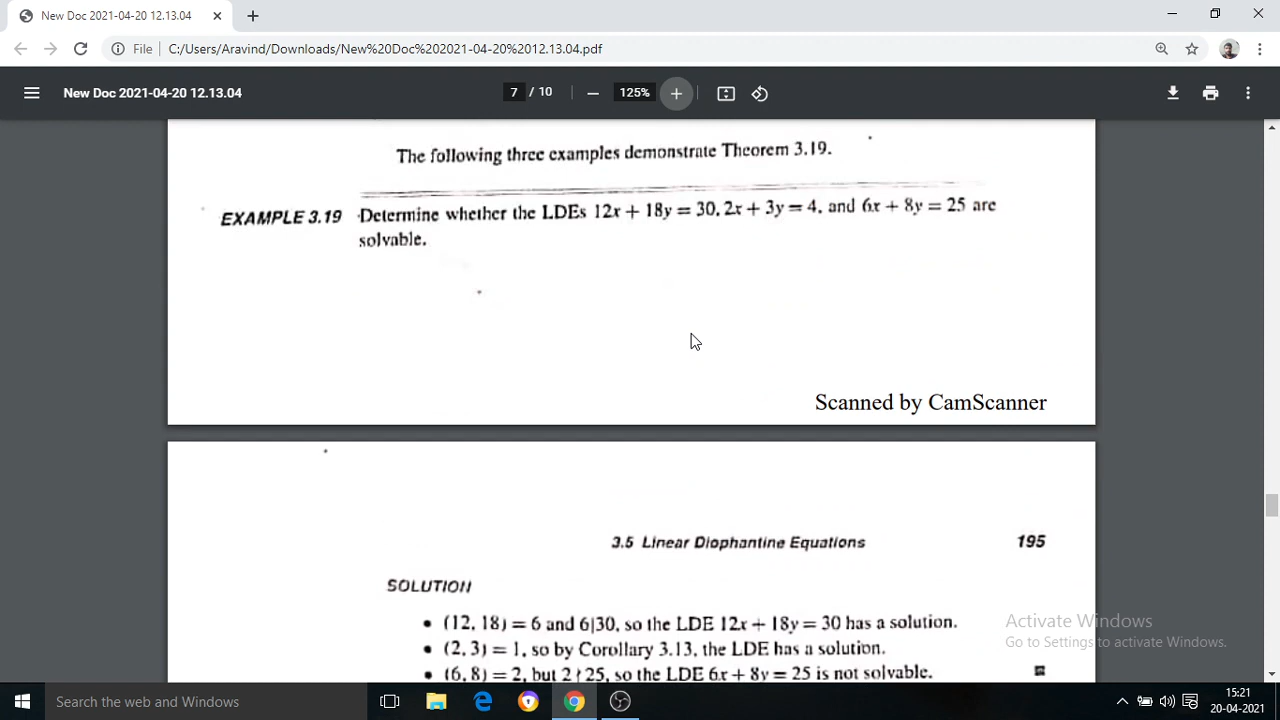 New Doc 2021-04-20 12.13.04
File C:/Users/Aravind/Downloads/New%20Doc%202021-04-20%2012.13.04.pdf
New Doc 2021-04-20 12.13.04 7 / 10 125%
The following three examples demonstrate Theorem 3.19.
EXAMPLE 3.19 Determine whether the LDEs 12x + 18y = 30, 2x + 3y = 4, and 6x + 8y = 25 are
solvable.
Scanned by CamScanner
3.5 Linear Diophantine Equations 195
SOLUTION
• (12, 18) = 6 and 6|30, so the LDE 12x + 18y = 30 has a solution.
• (2, 3) = 1, so by Corollary 3.13, the LDE has a solution.
• (6, 8) = 2, but 2 ∤ 25, so the LDE 6x + 8y = 25 is not solvable.
Activate Windows
Go to Settings to activate Windows.
Search the web and Windows
15:21
20-04-2021